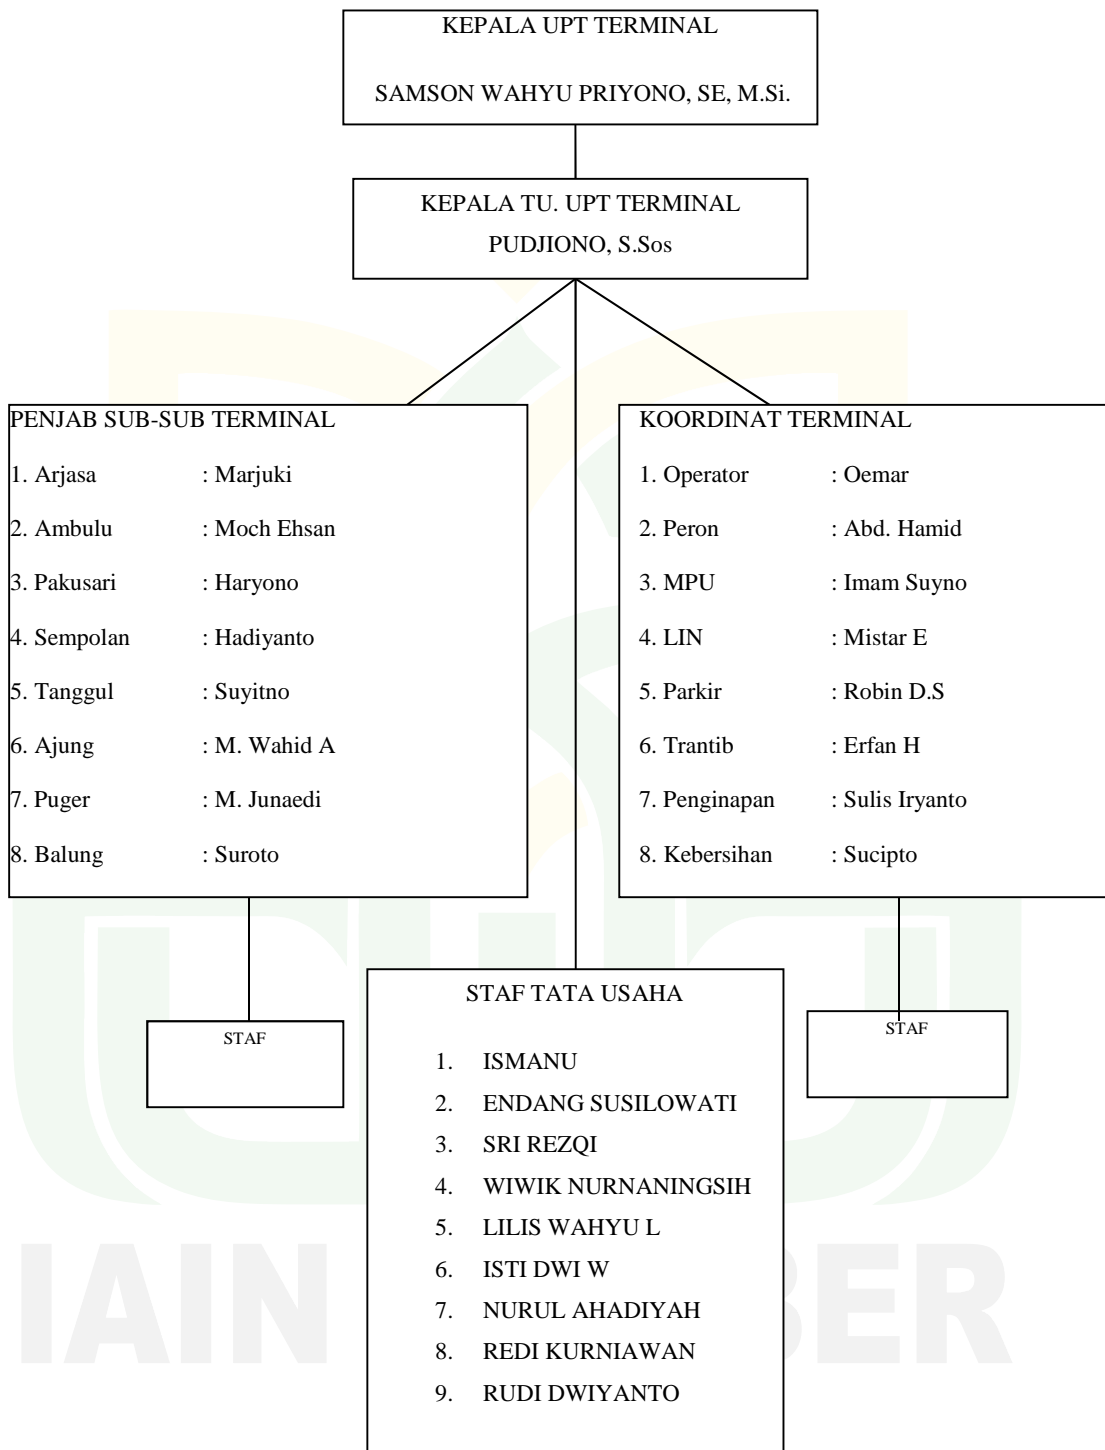 KEPALA UPT TERMINAL
SAMSON WAHYU PRIYONO, SE, M.Si.
KEPALA TU. UPT TERMINAL
PUDJIONO, S.Sos
PENJAB SUB-SUB TERMINAL
1. Arjasa : Marjuki
2. Ambulu : Moch Ehsan
3. Pakusari : Haryono
4. Sempolan : Hadiyanto
5. Tanggul : Suyitno
6. Ajung : M. Wahid A
7. Puger : M. Junaedi
8. Balung : Suroto
KOORDINAT TERMINAL
1. Operator : Oemar
2. Peron : Abd. Hamid
3. MPU : Imam Suyno
4. LIN : Mistar E
5. Parkir : Robin D.S
6. Trantib : Erfan H
7. Penginapan : Sulis Iryanto
8. Kebersihan : Sucipto
STAF
STAF TATA USAHA
1. ISMANU
2. ENDANG SUSILOWATI
3. SRI REZQI
4. WIWIK NURNANINGSIH
5. LILIS WAHYU L
6. ISTI DWI W
7. NURUL AHADIYAH
8. REDI KURNIAWAN
9. RUDI DWIYANTO
STAF
IAIN BER